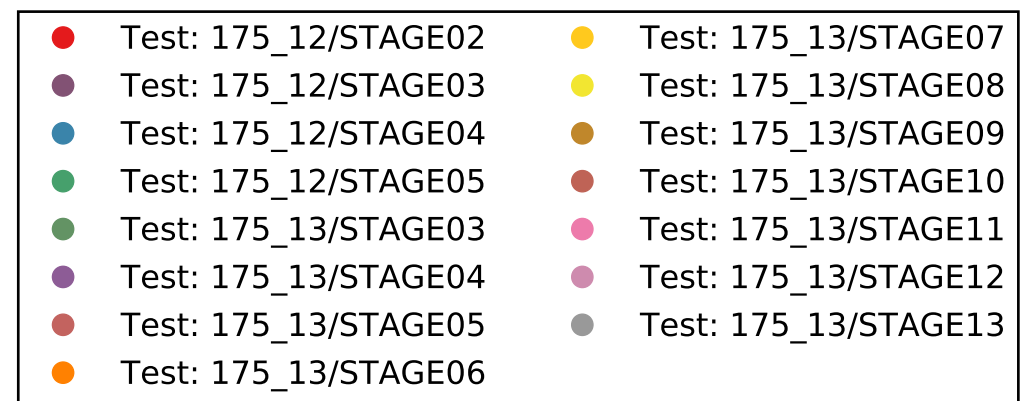 Test: 175_12/STAGE02
Test: 175_12/STAGE03
Test: 175_12/STAGE04
Test: 175_12/STAGE05
Test: 175_13/STAGE03
Test: 175_13/STAGE04
Test: 175_13/STAGE05
Test: 175_13/STAGE06
Test: 175_13/STAGE07
Test: 175_13/STAGE08
Test: 175_13/STAGE09
Test: 175_13/STAGE10
Test: 175_13/STAGE11
Test: 175_13/STAGE12
Test: 175_13/STAGE13